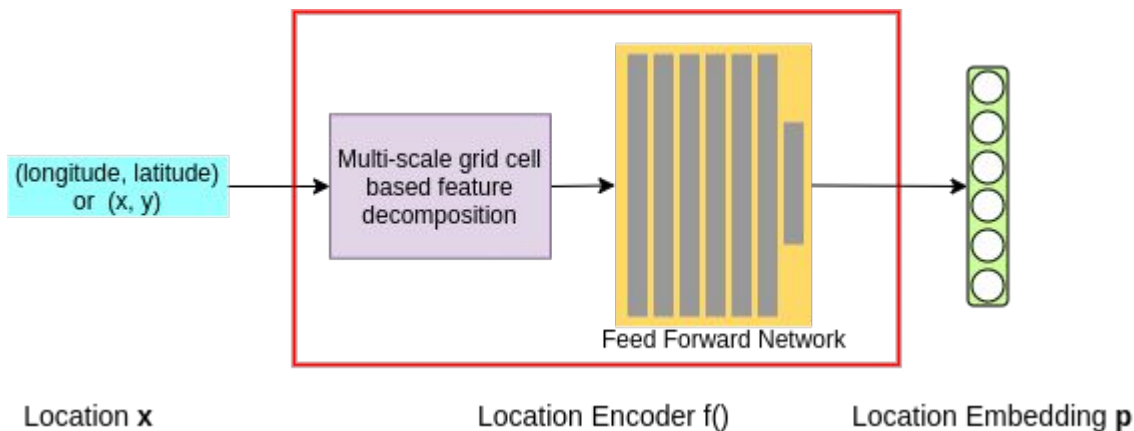 (longitude, latitude)
or (x, y)
Multi-scale grid cell
based feature
decomposition
Feed Forward Network
Location x
Location Encoder f()
Location Embedding p